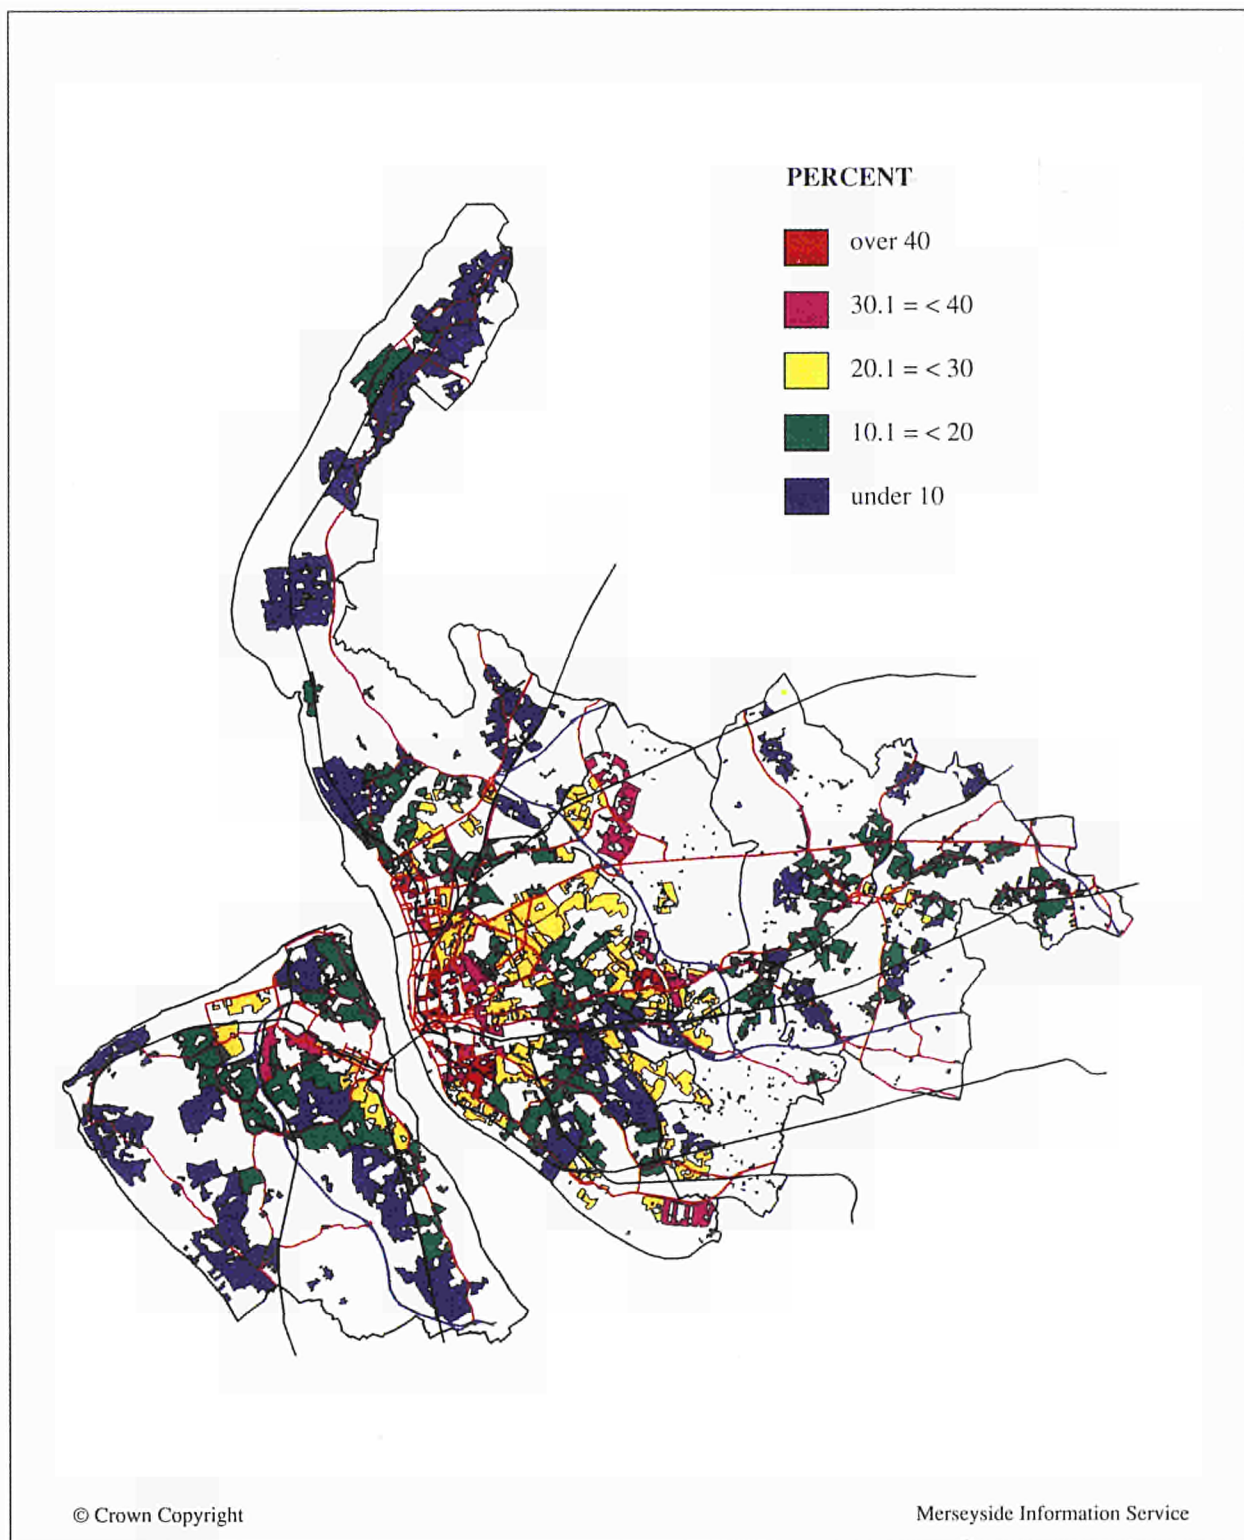 PERCENT
over 40
30.1 = < 40
20.1 = < 30
10.1 = < 20
under 10
© Crown Copyright
Merseyside Information Service